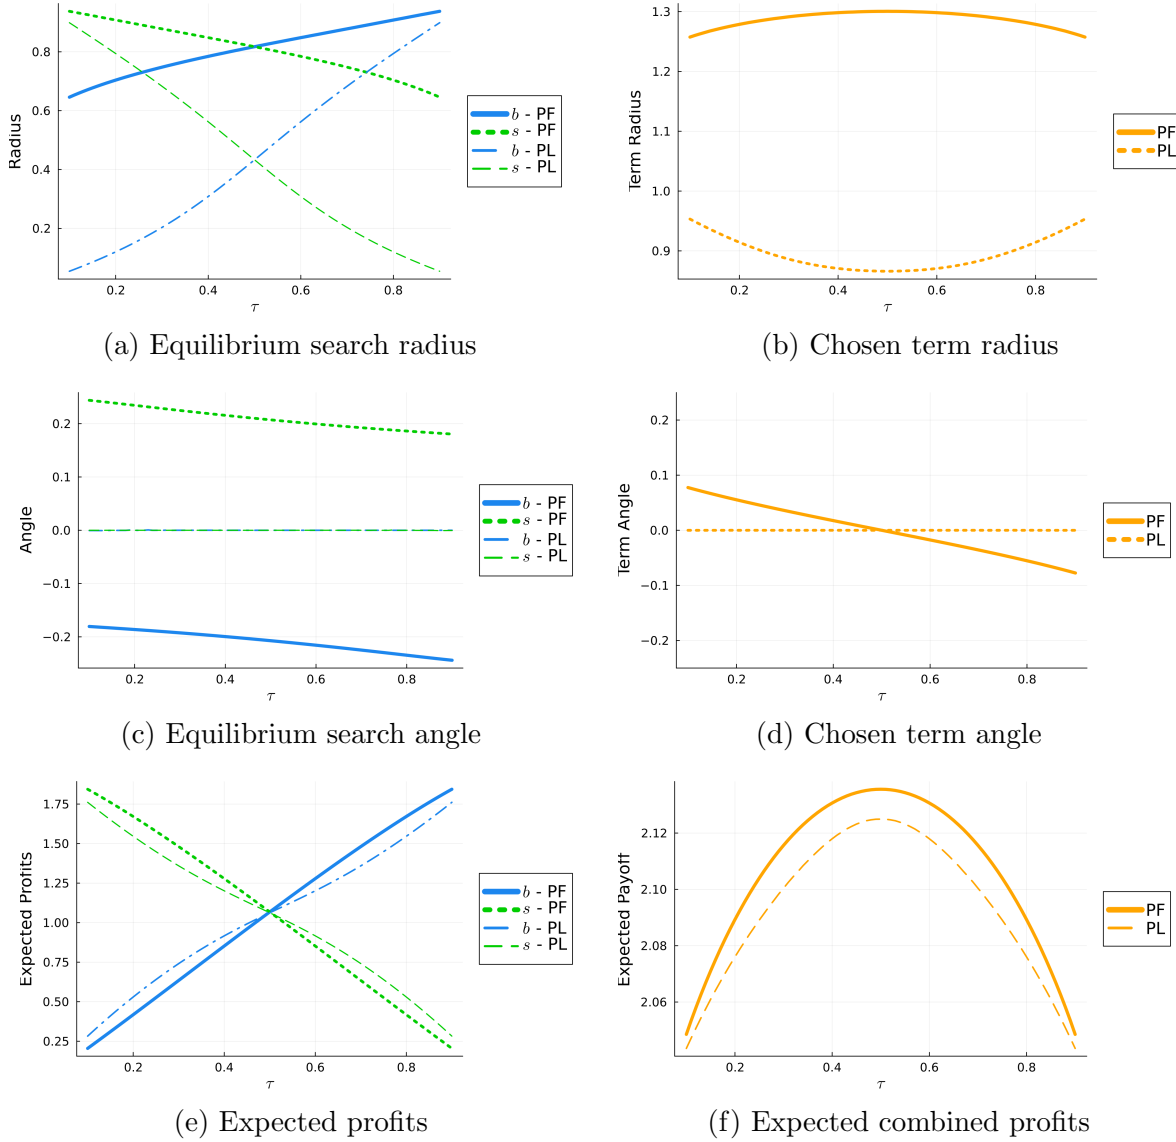 0.8
0.6
0.4
0.2
Radius
0.2 0.4 0.6 0.8
τ
b - PF
s - PF
b - PL
s - PL
(a) Equilibrium search radius
1.3
1.2
1.1
1.0
0.9
Term Radius
0.2 0.4 0.6 0.8
τ
PF
PL
(b) Chosen term radius
0.2
0.1
0.0
−0.1
−0.2
Angle
0.2 0.4 0.6 0.8
τ
b - PF
s - PF
b - PL
s - PL
(c) Equilibrium search angle
0.2
0.1
0.0
−0.1
−0.2
Term Angle
0.2 0.4 0.6 0.8
τ
PF
PL
(d) Chosen term angle
1.75
1.50
1.25
1.00
0.75
0.50
0.25
Expected Profits
0.2 0.4 0.6 0.8
τ
b - PF
s - PF
b - PL
s - PL
(e) Expected profits
2.12
2.10
2.08
2.06
Expected Payoff
0.2 0.4 0.6 0.8
τ
PF
PL
(f) Expected combined profits